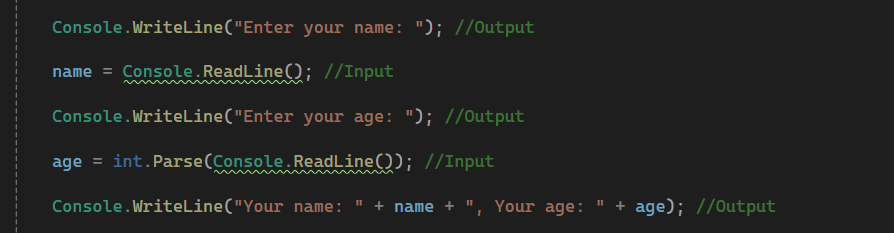 Console.WriteLine("Enter your name: "); //Output
name = Console.ReadLine(); //Input
Console.WriteLine("Enter your age: "); //Output
age = int.Parse(Console.ReadLine()); //Input
Console.WriteLine("Your name: " + name + ", Your age: " + age); //Output